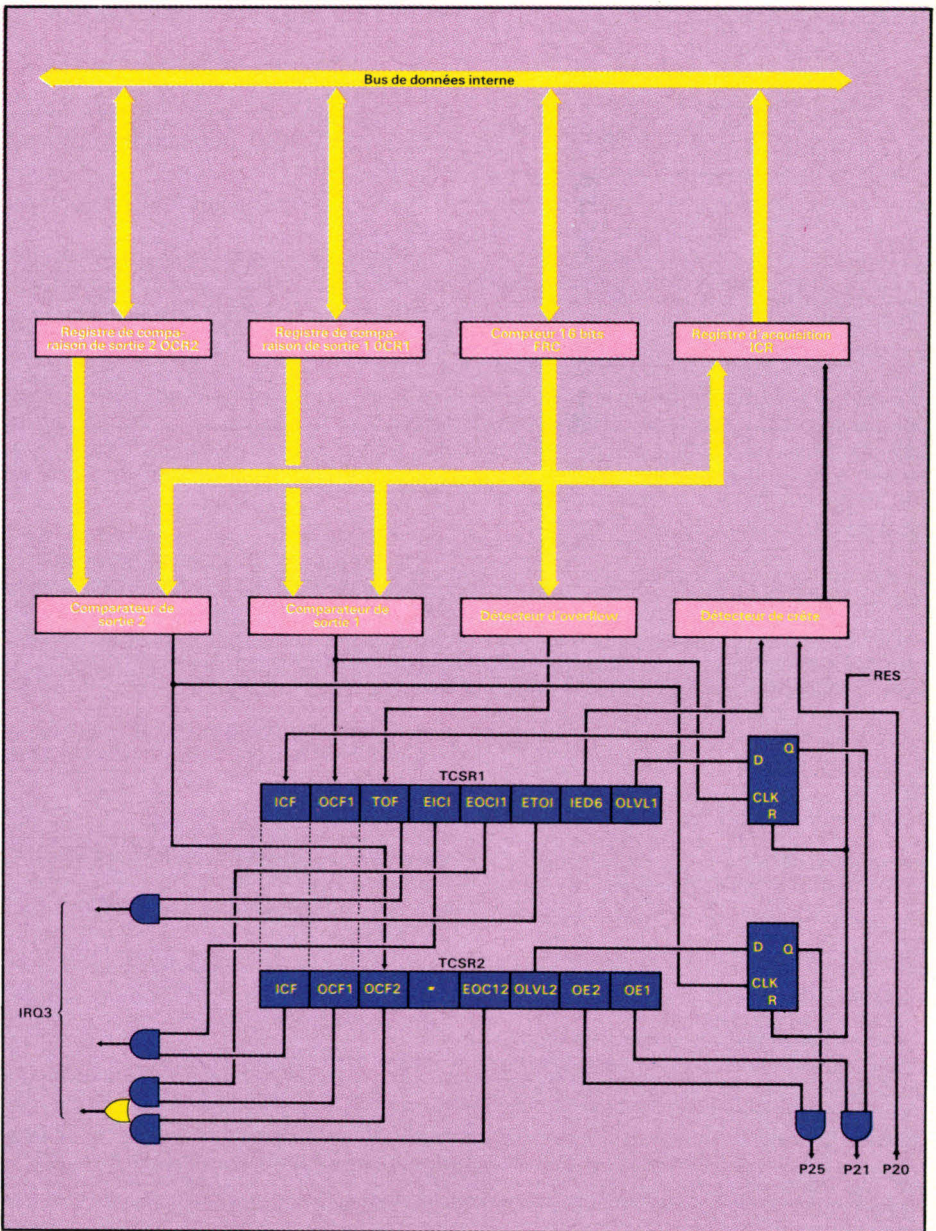 Bus de données interne
Registre de compa-
raison de sortie 2 OCR2
Registre de compa-
raison de sortie 1 OCR1
Compteur 16 bits
FRC
Registre d'acquisition
ICR
Comparateur de
sortie 2
Comparateur de
sortie 1
Détecteur d'overflow
Détecteur de crête
RES
TCSR1
ICF OCF1 TOF EICI EOCI1 ETOI IED6 OLVL1
D Q
CLK
R
TCSR2
ICF OCF1 OCF2 * EOC12 OLVL2 OE2 OE1
D Q
CLK
R
IRQ3
P25 P21 P20